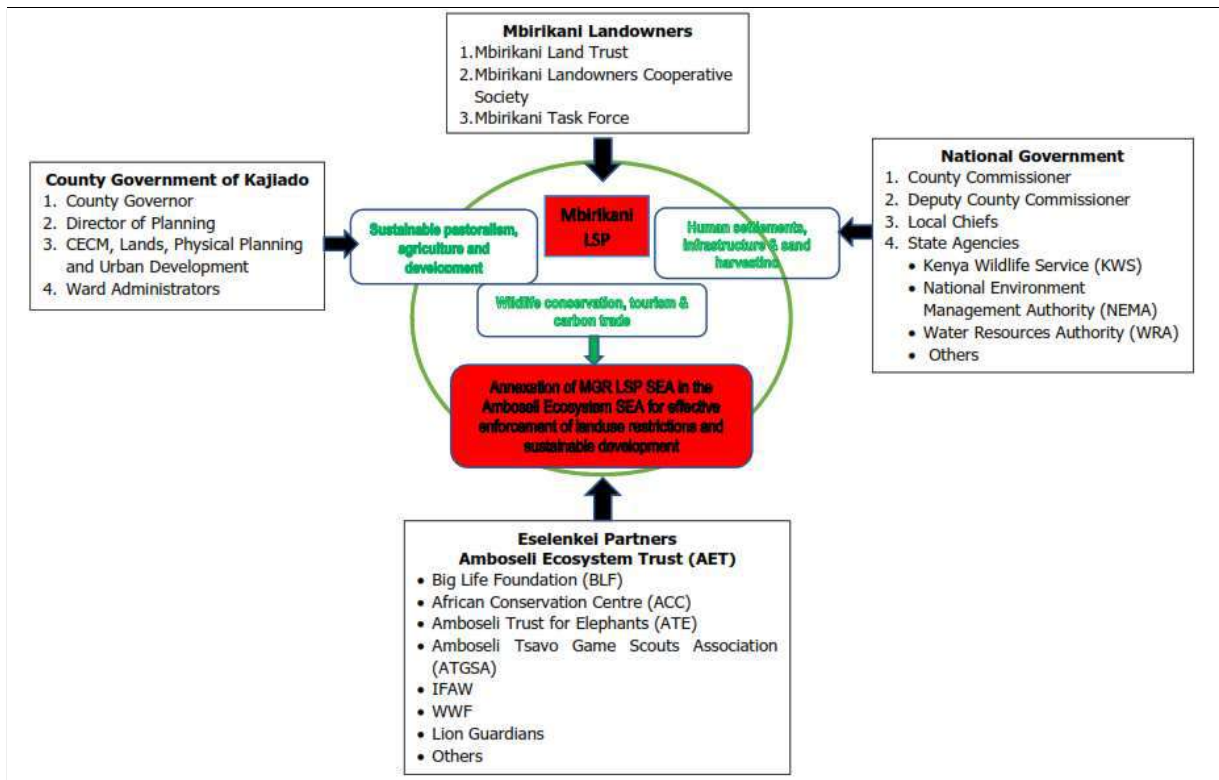 Mbirikani Landowners
1.Mbirikani Land Trust
2.Mbirikani Landowners Cooperative
Society
3.Mbirikani Task Force
County Government of Kajiado
1. County Governor
2. Director of Planning
3. CECM, Lands, Physical Planning
and Urban Development
4. Ward Administrators
National Government
1. County Commissioner
2. Deputy County Commissioner
3. Local Chiefs
4. State Agencies
• Kenya Wildlife Service (KWS)
• National Environment
Management Authority (NEMA)
• Water Resources Authority (WRA)
• Others
Mbirikani
LSP
Sustainable pastoralism,
agriculture and
development
Human settlements,
infrastructure & sand
harvesting
Wildlife conservation, tourism &
carbon trade
Annexation of MGR LSP SEA in the
Amboseli Ecosystem SEA for effective
enforcement of landuse restrictions and
sustainable development
Eselenkei Partners
Amboseli Ecosystem Trust (AET)
• Big Life Foundation (BLF)
• African Conservation Centre (ACC)
• Amboseli Trust for Elephants (ATE)
• Amboseli Tsavo Game Scouts Association
(ATGSA)
• IFAW
• WWF
• Lion Guardians
• Others